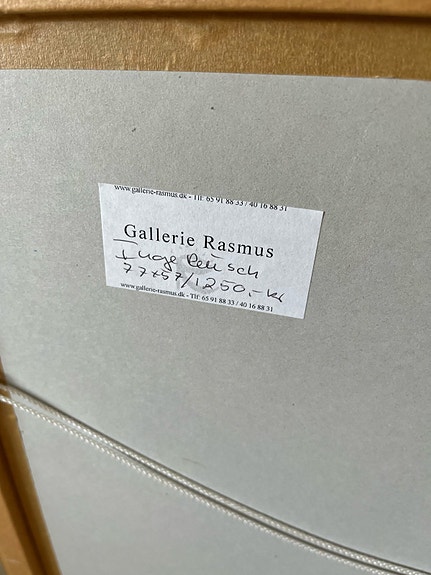 www.gallerie-rasmus.dk - Tlf: 65 91 88 33 / 40 16 88 31
Gallerie Rasmus
Inge Reusch
77x57/1250,- kr
www.gallerie-rasmus.dk - Tlf: 65 91 88 33 / 40 16 88 31